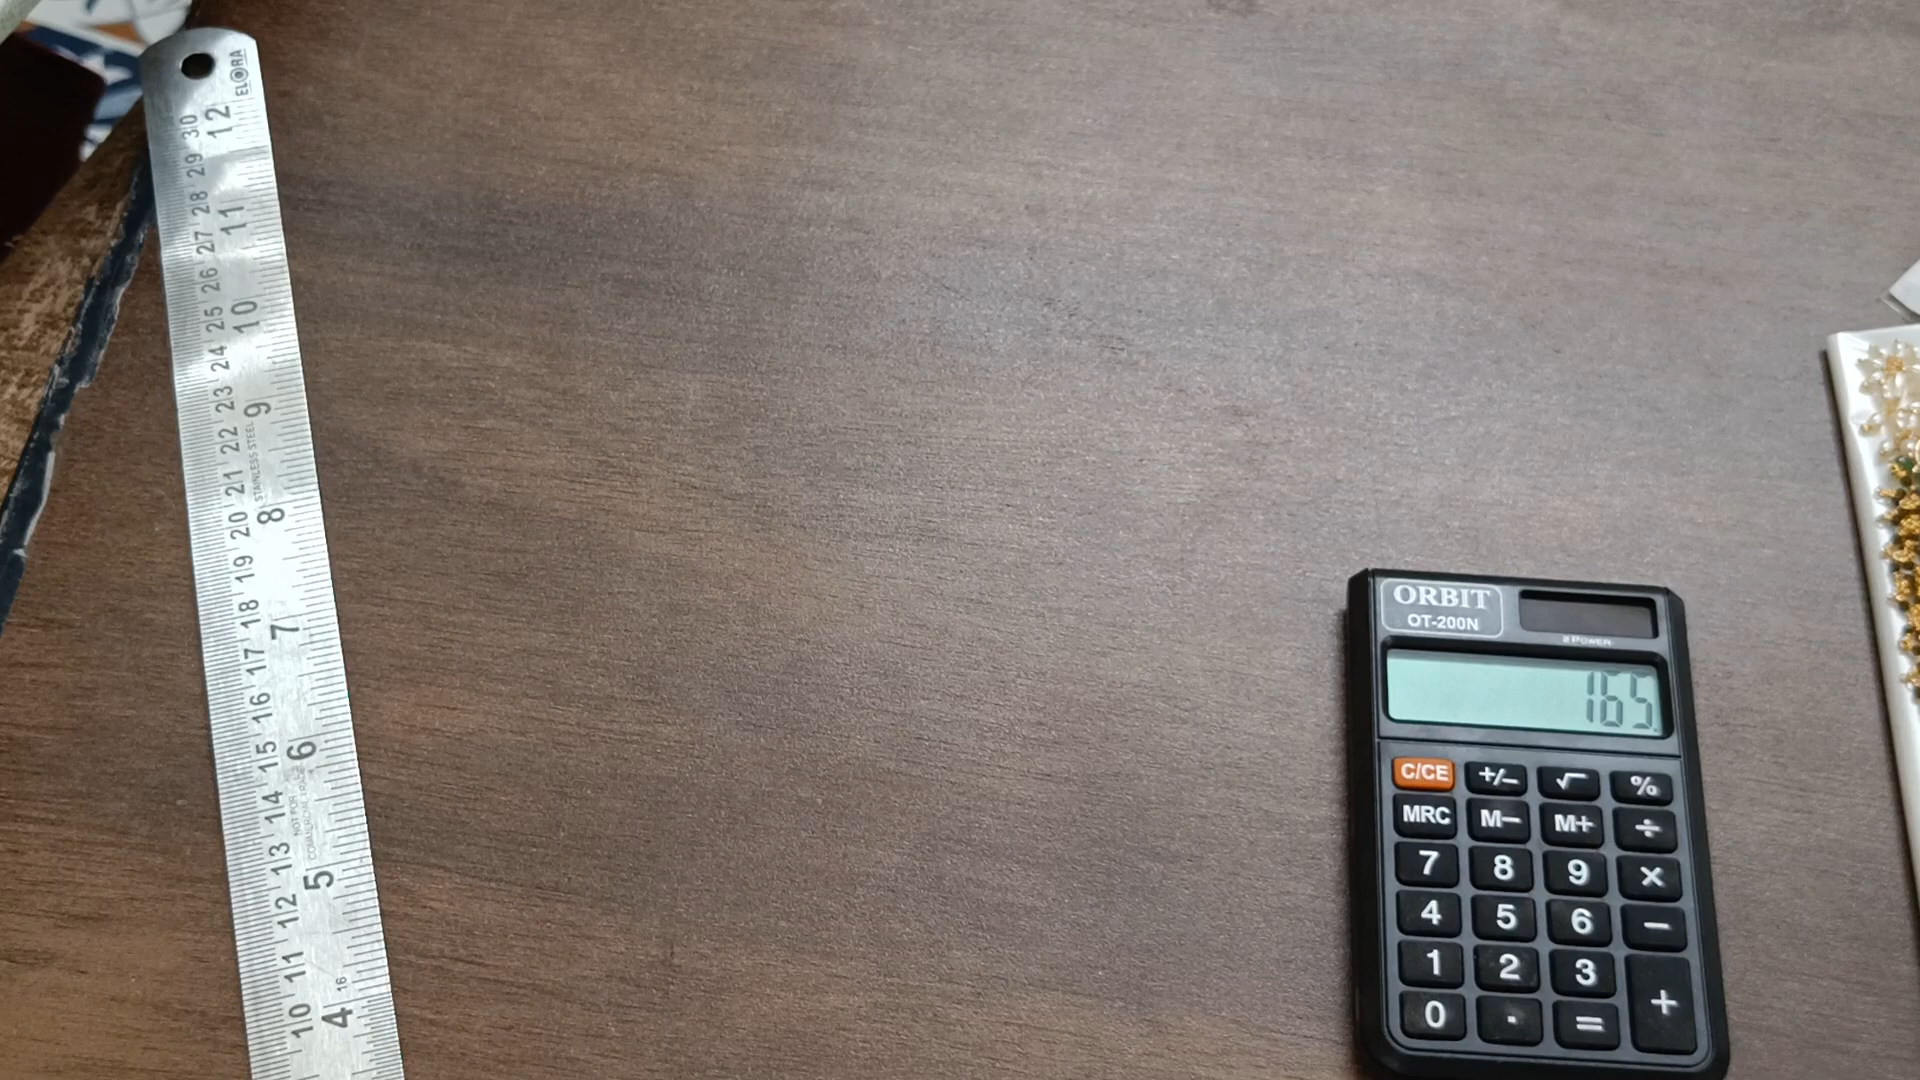 ELORA
30 29 28 27 26 25 24 23 22 21 20 19 18 17 16 15 14 13 12 11 10
12 11 10 9 8 7 6 5 4
STAINLESS STEEL
NOT FOR
COMMERCIAL TRADE
16
ORBIT
OT-200N
2 POWER
165.
C/CE +/− √ %
MRC M− M+ ÷
7 8 9 ×
4 5 6 −
1 2 3 +
0 . =